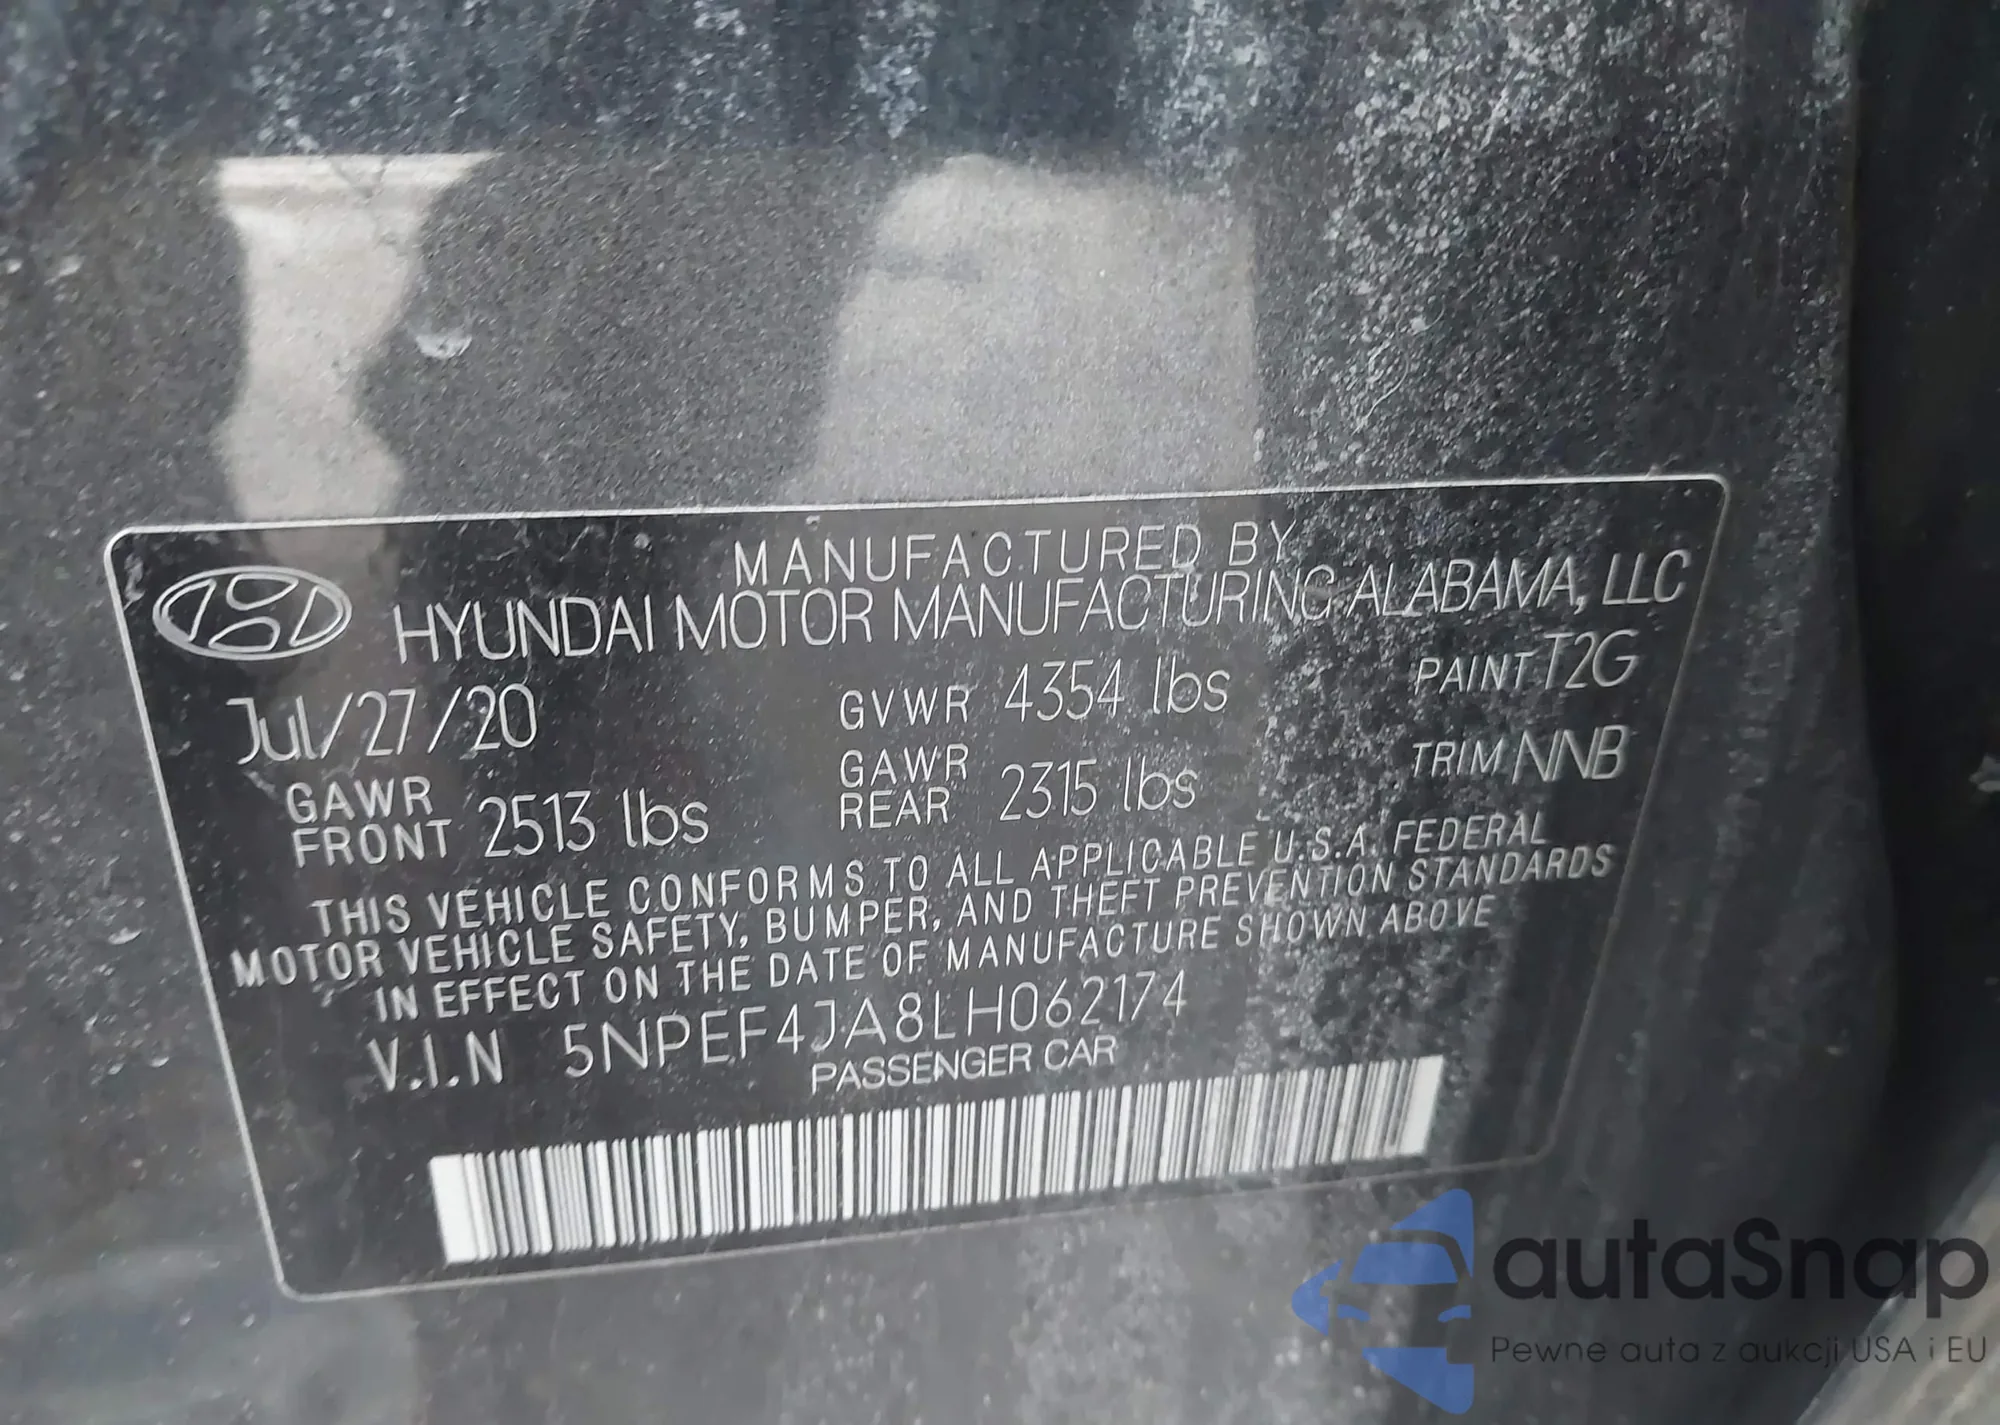 MANUFACTURED BY
HYUNDAI MOTOR MANUFACTURING ALABAMA, LLC
Jul/27/20 GVWR 4354 lbs PAINT T2G
GAWR FRONT 2513 lbs GAWR REAR 2315 lbs TRIM NNB
THIS VEHICLE CONFORMS TO ALL APPLICABLE U.S.A. FEDERAL
MOTOR VEHICLE SAFETY, BUMPER, AND THEFT PREVENTION STANDARDS
IN EFFECT ON THE DATE OF MANUFACTURE SHOWN ABOVE
V.I.N 5NPEF4JA8LH062174
PASSENGER CAR
autaSnap
Pewne auta z aukcji USA i EU